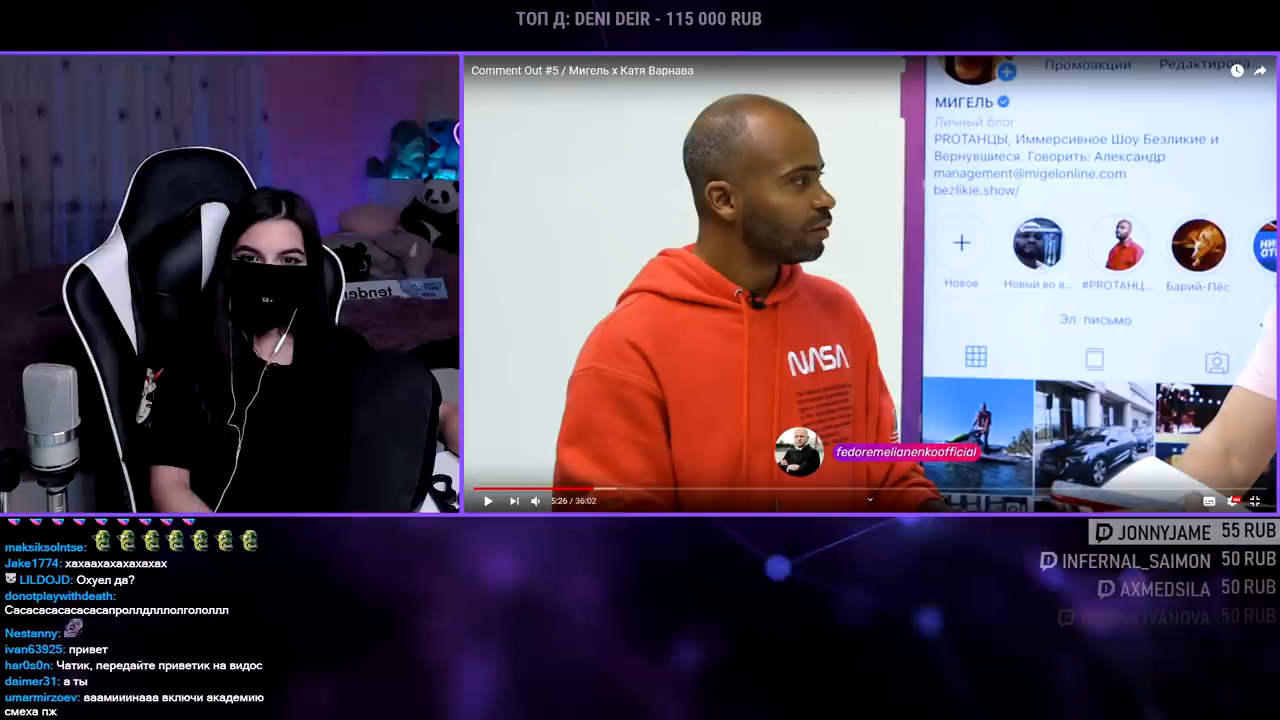 ТОП Д: DENI DEIR - 115 000 RUB
Comment Out #5 / Мигель х Катя Варнава
Промоакции
МИГЕЛЬ
Личный блог
PROТАНЦЫ, Иммерсивное Шоу Безликие и
Вернувшиеся. Говорить: Александр
management@migelonline.com
bezlikie.show/
Новое
Новый во в...
#PROТАНЦ...
Барий-Пёс
Эл. письмо
NASA
fedoremelianenkoofficial
5:26 / 36:02
maksiksolntse:
Jake1774: хахаахахахахахах
LILDOJD: Охуел да?
donotplaywithdeath:
Сасасасасасасасапроллдлллолгололлл
Nestanny:
ivan63925: привет
har0s0n: Чатик, передайте приветик на видос
daimer31: а ты
umarmirzoev: ааамииинааа включи академию
смеха пж
JONNYJAME 55 RUB
INFERNAL_SAIMON 50 RUB
AXMEDSILA 50 RUB
IVANOVA 50 RUB